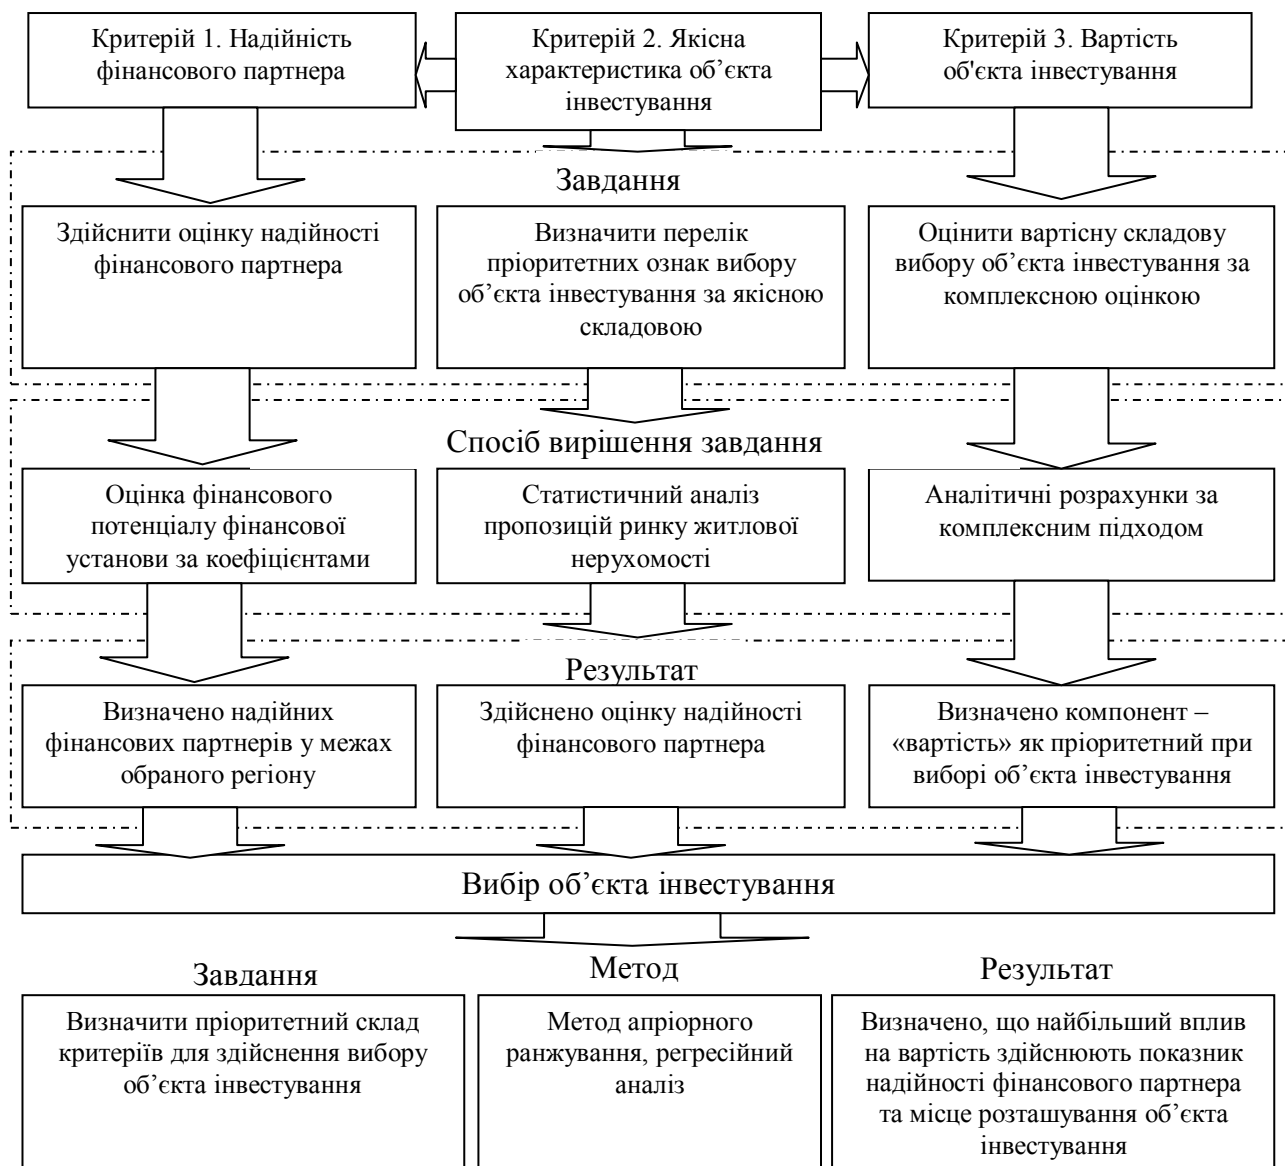 Критерій 1. Надійність
фінансового партнера
Критерій 2. Якісна
характеристика об’єкта
інвестування
Критерій 3. Вартість
об'єкта інвестування
Завдання
Здійснити оцінку надійності
фінансового партнера
Визначити перелік
пріоритетних ознак вибору
об’єкта інвестування за якісною
складовою
Оцінити вартісну складову
вибору об’єкта інвестування за
комплексною оцінкою
Спосіб вирішення завдання
Оцінка фінансового
потенціалу фінансової
установи за коефіцієнтами
Статистичний аналіз
пропозицій ринку житлової
нерухомості
Аналітичні розрахунки за
комплексним підходом
Результат
Визначено надійних
фінансових партнерів у межах
обраного регіону
Здійснено оцінку надійності
фінансового партнера
Визначено компонент –
«вартість» як пріоритетний при
виборі об’єкта інвестування
Вибір об’єкта інвестування
Завдання
Визначити пріоритетний склад
критеріїв для здійснення вибору
об’єкта інвестування
Метод
Метод апріорного
ранжування, регресійний
аналіз
Результат
Визначено, що найбільший вплив
на вартість здійснюють показник
надійності фінансового партнера
та місце розташування об’єкта
інвестування